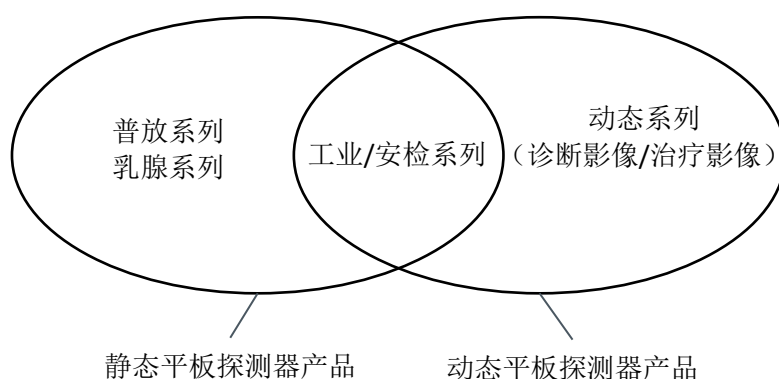 普放系列
乳腺系列
工业/安检系列
动态系列
（诊断影像/治疗影像）
静态平板探测器产品
动态平板探测器产品